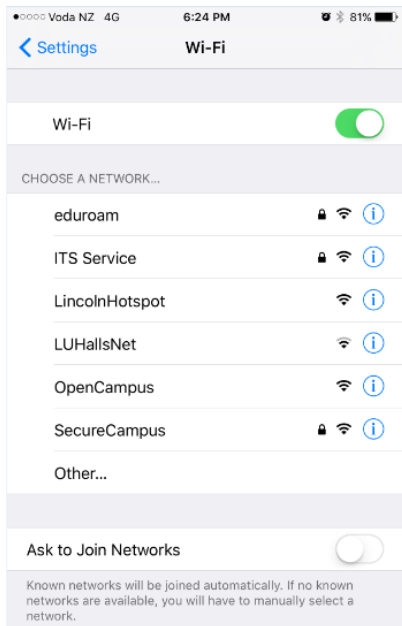 ●○○○○ Voda NZ 4G 6:24 PM 81%
Settings Wi-Fi
Wi-Fi
CHOOSE A NETWORK...
eduroam
ITS Service
LincolnHotspot
LUHallsNet
OpenCampus
SecureCampus
Other...
Ask to Join Networks
Known networks will be joined automatically. If no known
networks are available, you will have to manually select a
network.